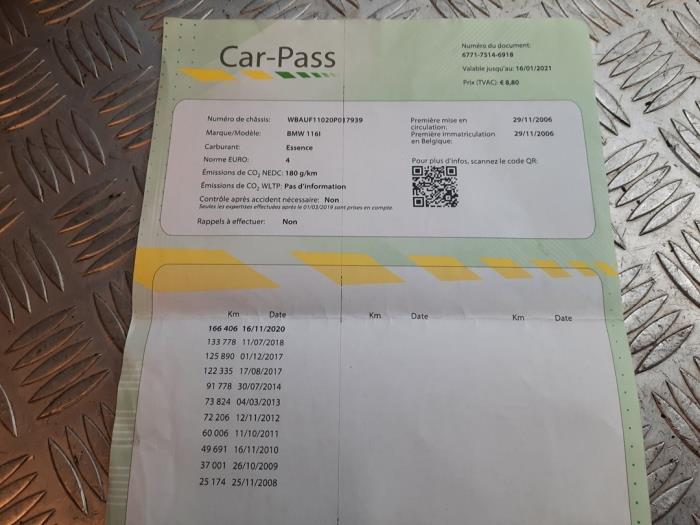 Car-Pass
Numéro du document:
6771-7514-6918
Valable jusqu'au: 16/01/2021
Prix (TVAC): € 8,80
Numéro de châssis: WBAUF11020P017939
Marque/Modèle: BMW 116I
Carburant: Essence
Norme EURO: 4
Émissions de CO₂ NEDC: 180 g/km
Émissions de CO₂ WLTP: Pas d'information
Contrôle après accident nécessaire: Non
Seules les expertises effectuées après le 01/03/2019 sont prises en compte.
Rappels à effectuer: Non
Première mise en circulation: 29/11/2006
Première immatriculation en Belgique: 29/11/2006
Pour plus d'infos, scannez le code QR:
Km Date Km Date Km Date
166 406 16/11/2020
133 778 11/07/2018
125 890 01/12/2017
122 335 17/08/2017
91 778 30/07/2014
73 824 04/03/2013
72 206 12/11/2012
60 006 11/10/2011
49 691 16/11/2010
37 001 26/10/2009
25 174 25/11/2008